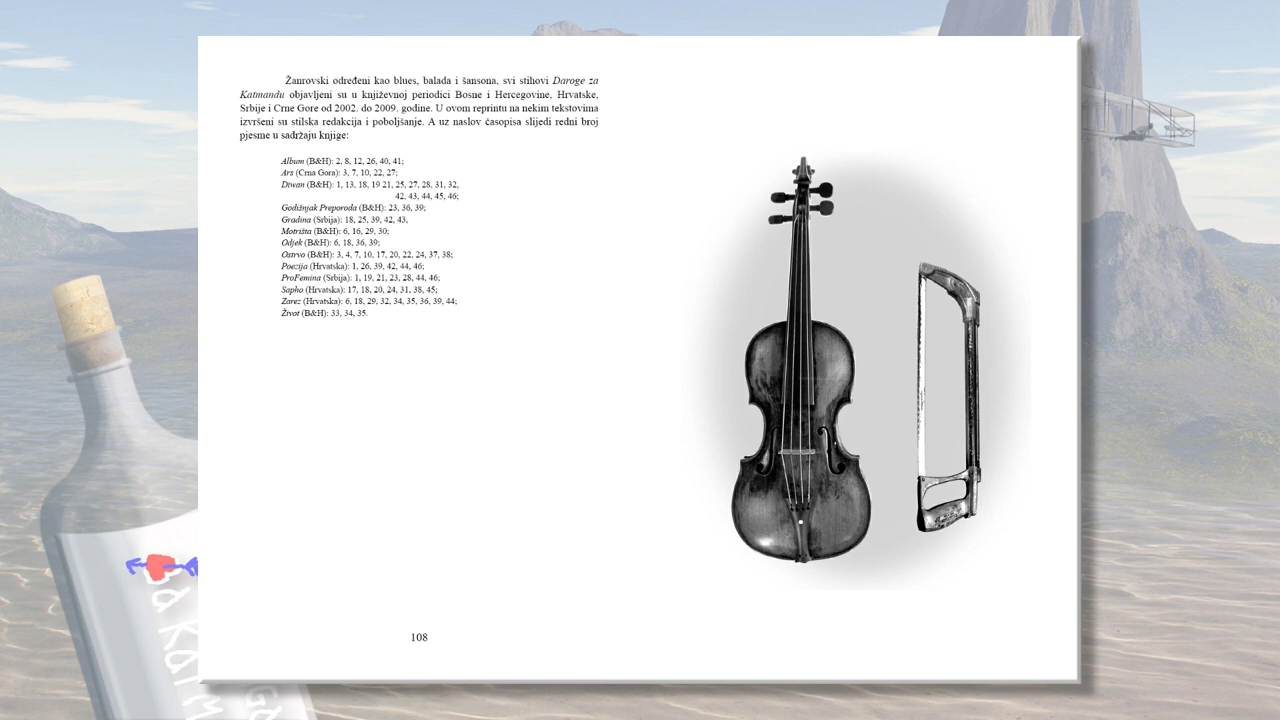 Žanrovski određeni kao blues, balada i šansona, svi stihovi Daroge za
Katmandu objavljeni su u književnoj periodici Bosne i Hercegovine, Hrvatske,
Srbije i Crne Gore od 2002. do 2009. godine. U ovom reprintu na nekim tekstovima
izvršeni su stilska redakcija i poboljšanje. A uz naslov časopisa slijedi redni broj
pjesme u sadržaju knjige:
Album (B&H): 2, 8, 12, 26, 40, 41;
Ars (Crna Gora): 3, 7, 10, 22, 27;
Diwan (B&H): 1, 13, 18, 19 21, 25, 27, 28, 31, 32,
42, 43, 44, 45, 46;
Godišnjak Preporoda (B&H): 23, 36, 39;
Gradina (Srbija): 18, 25, 39, 42, 43,
Motrišta (B&H): 6, 16, 29, 30;
Odjek (B&H): 6, 18, 36, 39;
Ostrvo (B&H): 3, 4, 7, 10, 17, 20, 22, 24, 37, 38;
Poezija (Hrvatska): 1, 26, 39, 42, 44, 46;
ProFemina (Srbija): 1, 19, 21, 23, 28, 44, 46;
Sapho (Hrvatska): 17, 18, 20, 24, 31, 38, 45;
Zarez (Hrvatska): 6, 18, 29, 32, 34, 35, 36, 39, 44;
Život (B&H): 33, 34, 35.
108